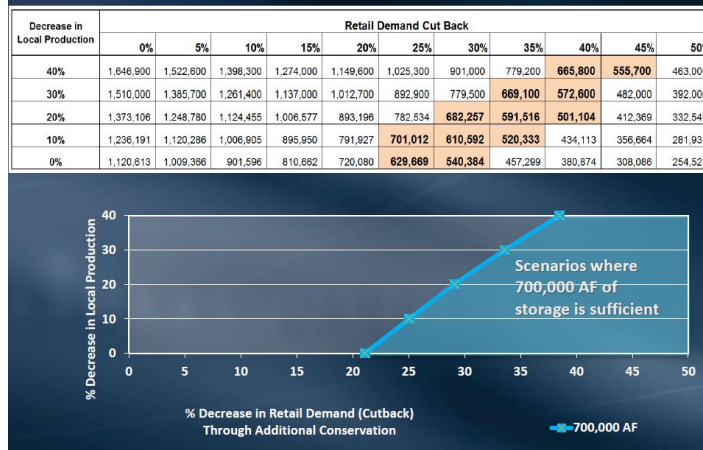 Decrease in Local Production Retail Demand Cut Back
0% 5% 10% 15% 20% 25% 30% 35% 40% 45% 50
40% 1,646,900 1,522,600 1,398,300 1,274,000 1,149,600 1,025,300 901,000 779,200 665,800 555,700 463,00
30% 1,510,000 1,385,700 1,261,400 1,137,000 1,012,700 892,900 779,500 669,100 572,600 482,000 392,00
20% 1,373,106 1,248,780 1,124,455 1,006,577 893,196 782,534 682,257 591,516 501,104 412,369 332,54
10% 1,236,191 1,120,286 1,006,905 895,950 791,927 701,012 610,592 520,333 434,113 356,664 281,93
0% 1,120,613 1,009,366 901,596 810,662 720,080 629,669 540,384 457,299 380,874 308,086 254,52
% Decrease in Local Production
40
30
20
10
0
Scenarios where
700,000 AF of
storage is sufficient
0 5 10 15 20 25 30 35 40 45 50
% Decrease in Retail Demand (Cutback)
Through Additional Conservation
700,000 AF